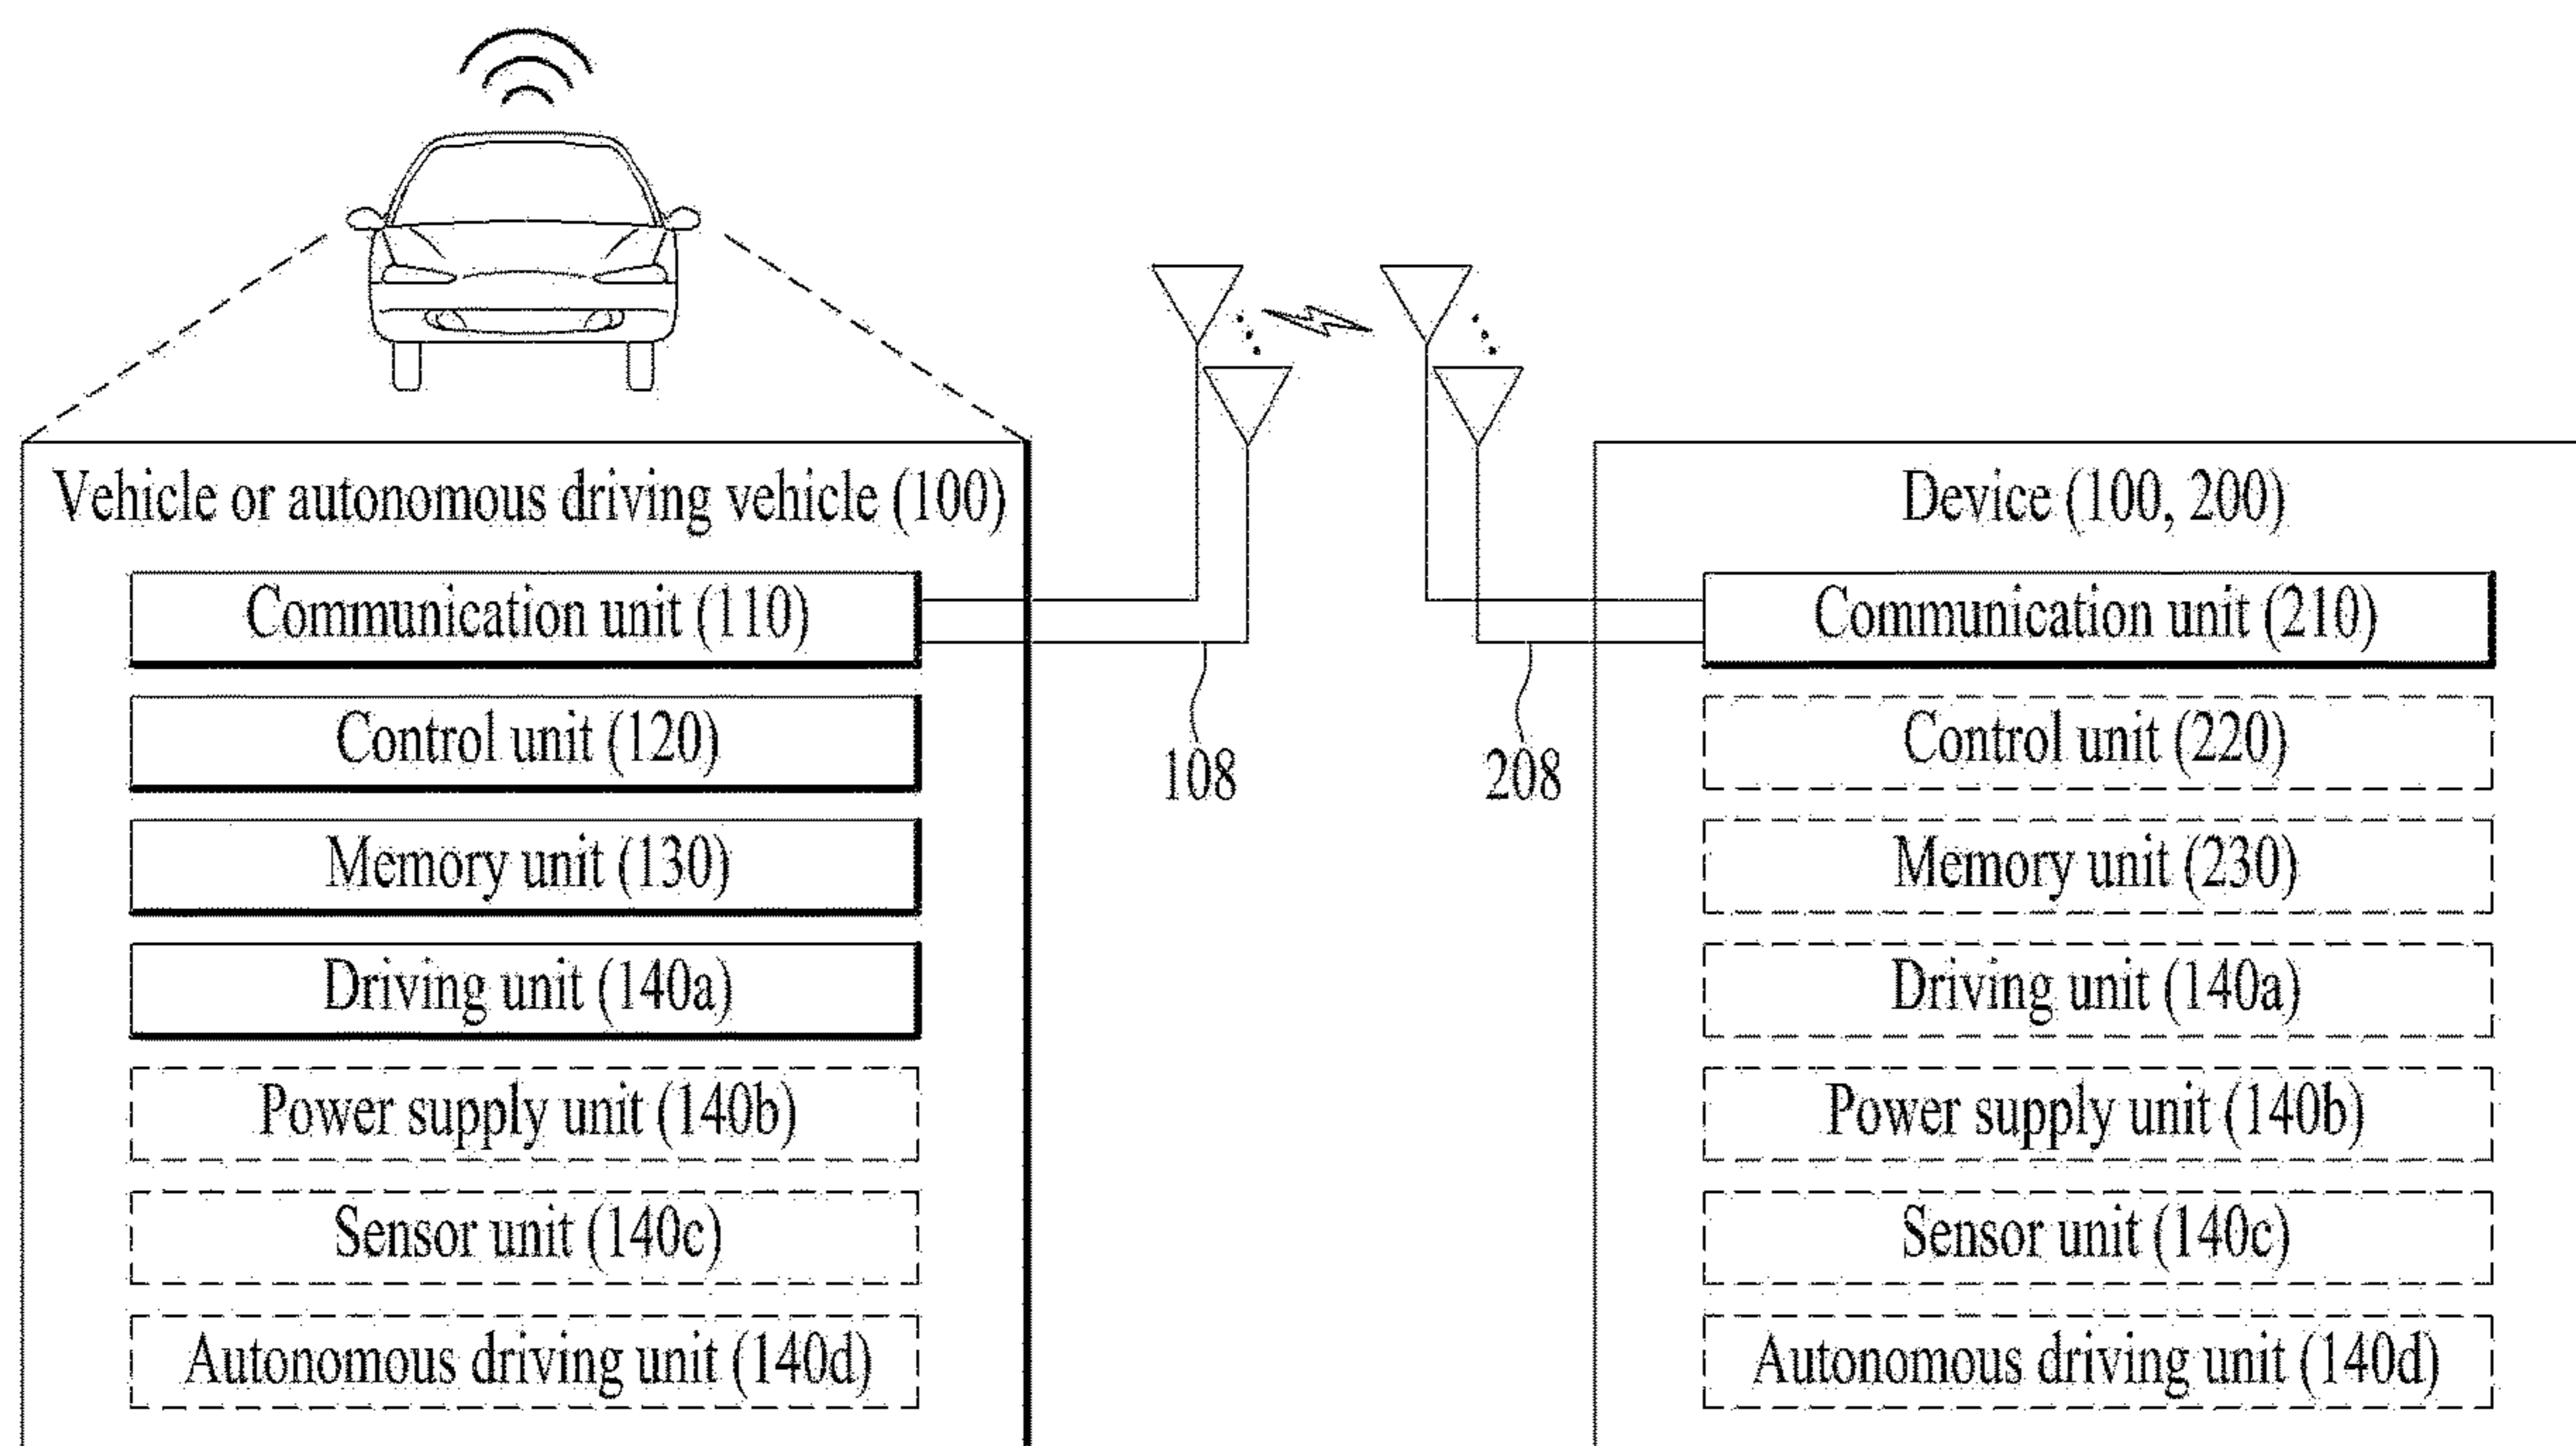 Vehicle or autonomous driving vehicle (100)
Communication unit (110)
Control unit (120)
Memory unit (130)
Driving unit (140a)
Power supply unit (140b)
Sensor unit (140c)
Autonomous driving unit (140d)
108
208
Device (100, 200)
Communication unit (210)
Control unit (220)
Memory unit (230)
Driving unit (140a)
Power supply unit (140b)
Sensor unit (140c)
Autonomous driving unit (140d)